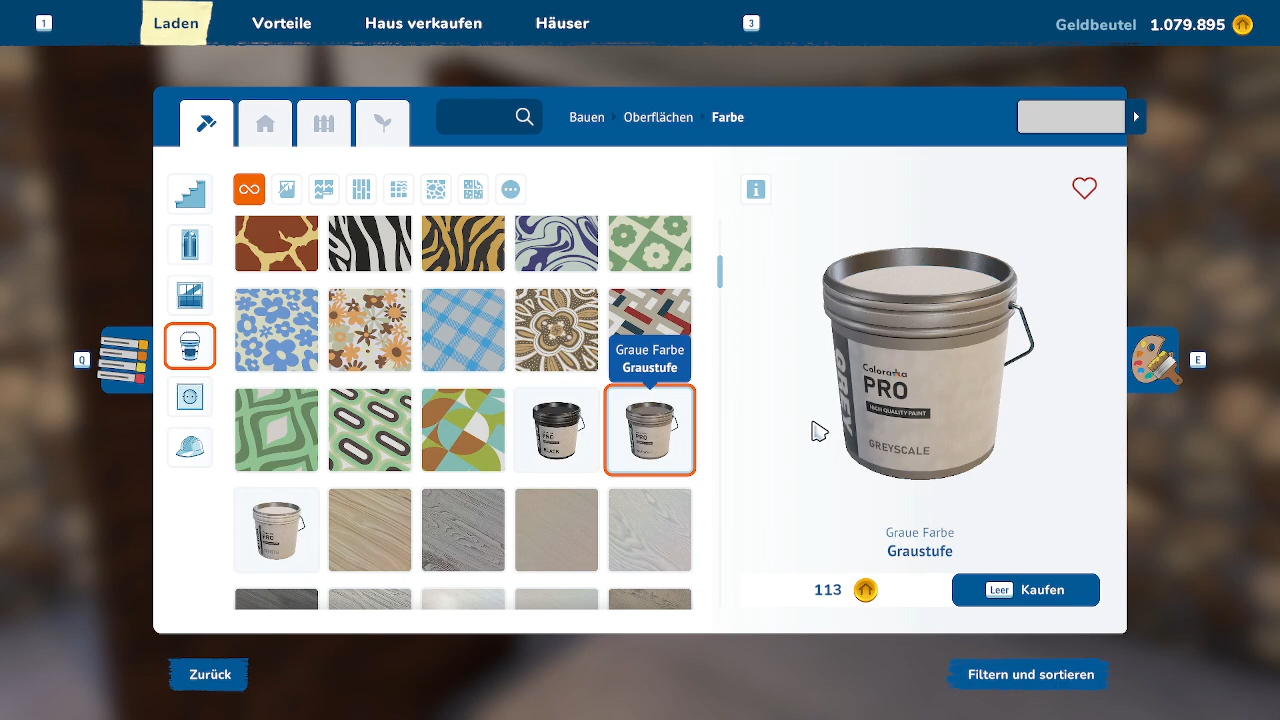 1 Laden Vorteile Haus verkaufen Häuser 3 Geldbeutel 1.079.895
Bauen Oberflächen Farbe
Graue Farbe
Graustufe
Q
E
PRO
BLACK
PRO
PRO
GREY
Colorama
PRO
HIGH QUALITY PAINT
GREYSCALE
Graue Farbe
Graustufe
113 Leer Kaufen
Zurück Filtern und sortieren